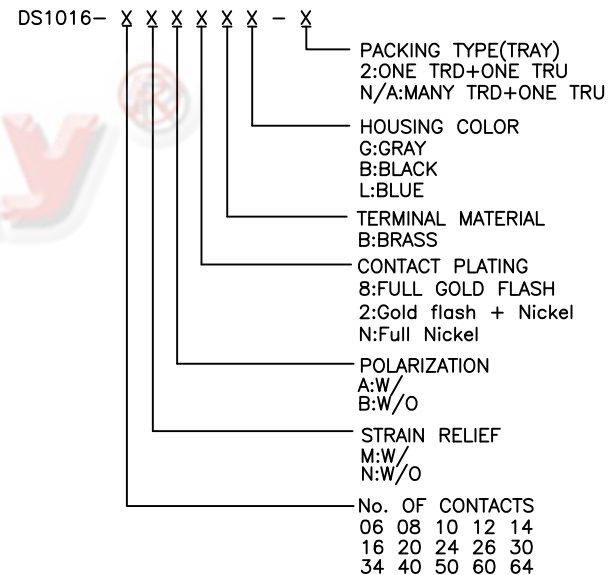 DS1016- X X X X X X - X
PACKING TYPE(TRAY)
2:ONE TRD+ONE TRU
N/A:MANY TRD+ONE TRU
HOUSING COLOR
G:GRAY
B:BLACK
L:BLUE
TERMINAL MATERIAL
B:BRASS
CONTACT PLATING
8:FULL GOLD FLASH
2:Gold flash + Nickel
N:Full Nickel
POLARIZATION
A:W/
B:W/O
STRAIN RELIEF
M:W/
N:W/O
No. OF CONTACTS
06 08 10 12 14
16 20 24 26 30
34 40 50 60 64
y®